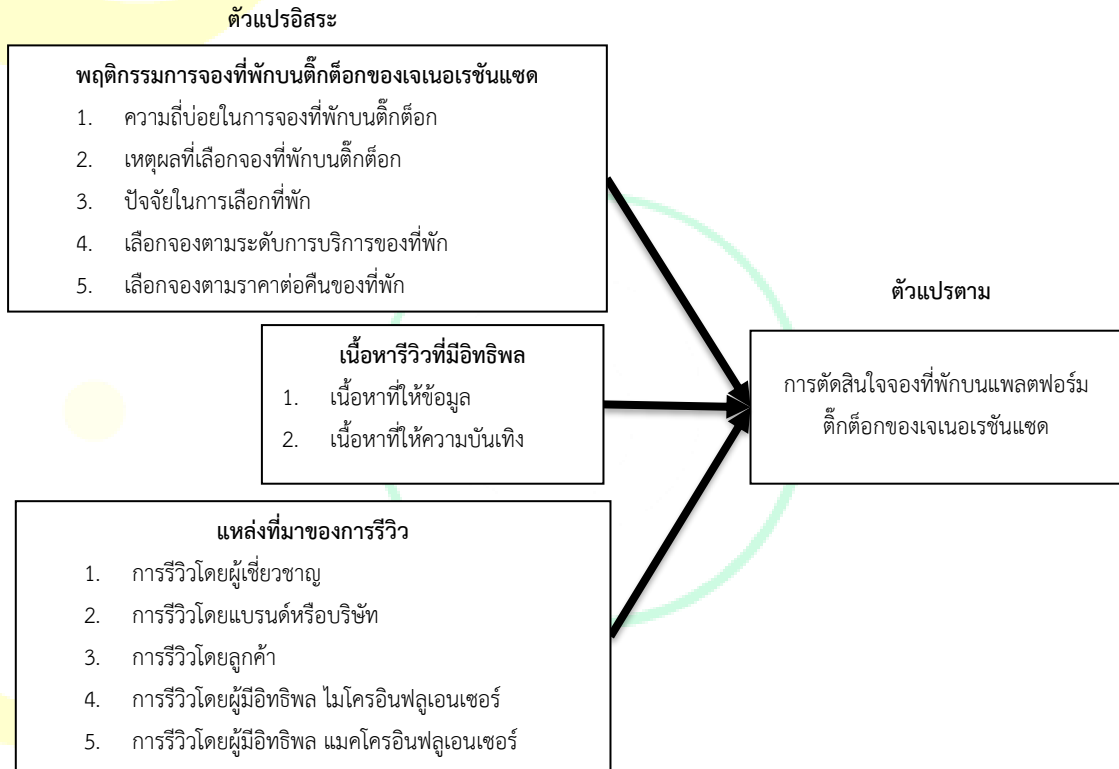 ตัวแปรอิสระ
พฤติกรรมการจองที่พักบนติ๊กต็อกของเจเนอเรชันแซด
1. ความถี่บ่อยในการจองที่พักบนติ๊กต็อก
2. เหตุผลที่เลือกจองที่พักบนติ๊กต็อก
3. ปัจจัยในการเลือกที่พัก
4. เลือกจองตามระดับการบริการของที่พัก
5. เลือกจองตามราคาต่อคืนของที่พัก
เนื้อหารีวิวที่มีอิทธิพล
1. เนื้อหาที่ให้ข้อมูล
2. เนื้อหาที่ให้ความบันเทิง
แหล่งที่มาของการรีวิว
1. การรีวิวโดยผู้เชี่ยวชาญ
2. การรีวิวโดยแบรนด์หรือบริษัท
3. การรีวิวโดยลูกค้า
4. การรีวิวโดยผู้มีอิทธิพล ไมโครอินฟลูเอนเซอร์
5. การรีวิวโดยผู้มีอิทธิพล แมคโครอินฟลูเอนเซอร์
ตัวแปรตาม
การตัดสินใจจองที่พักบนแพลตฟอร์ม
ติ๊กต็อกของเจเนอเรชันแซด